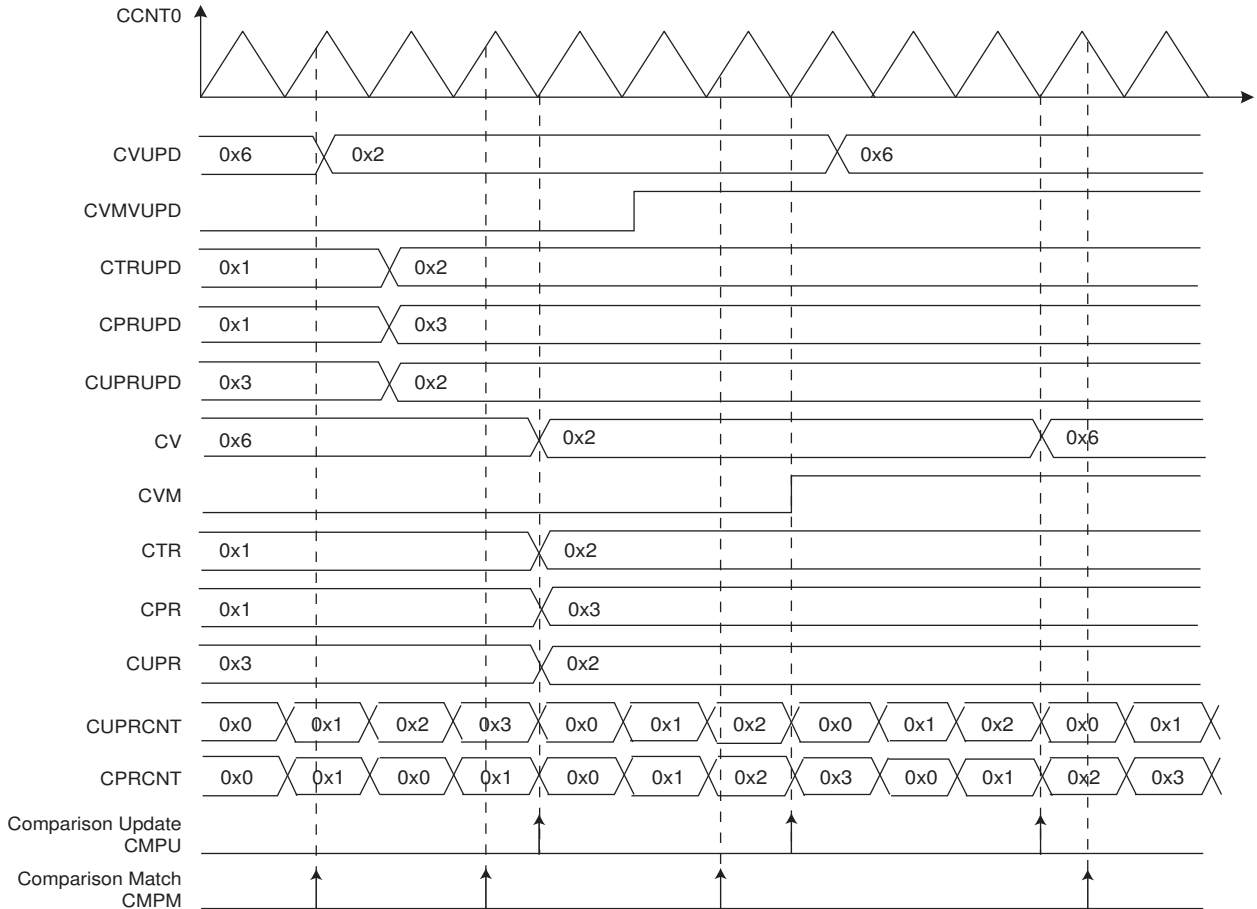 CCNT0
CVUPD 0x6 0x2 0x6
CVMVUPD
CTRUPD 0x1 0x2
CPRUPD 0x1 0x3
CUPRUPD 0x3 0x2
CV 0x6 0x2 0x6
CVM
CTR 0x1 0x2
CPR 0x1 0x3
CUPR 0x3 0x2
CUPRCNT 0x0 0x1 0x2 0x3 0x0 0x1 0x2 0x0 0x1 0x2 0x0 0x1
CPRCNT 0x0 0x1 0x0 0x1 0x0 0x1 0x2 0x3 0x0 0x1 0x2 0x3
Comparison Update
CMPU
Comparison Match
CMPM